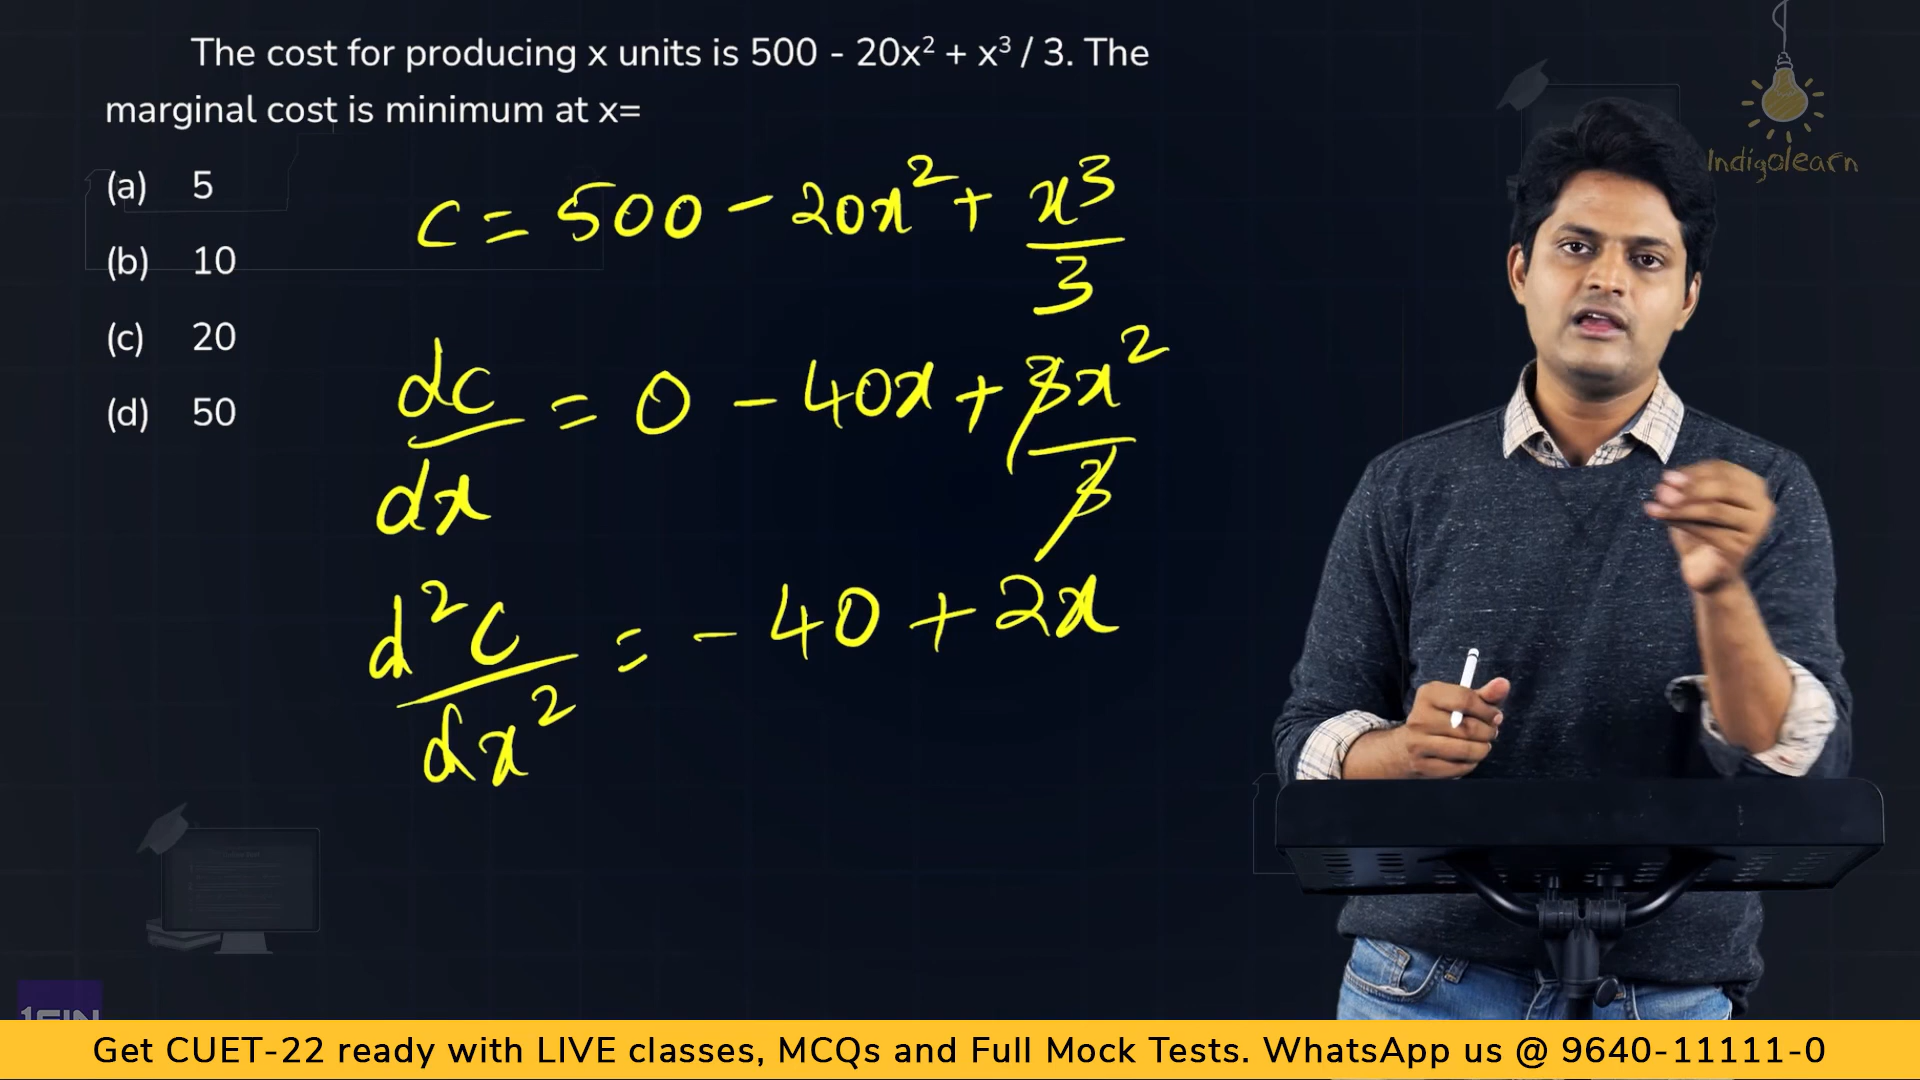 The cost for producing x units is 500 - 20x² + x³ / 3. The
marginal cost is minimum at x=
(a) 5
(b) 10
(c) 20
(d) 50
c = 500 - 20x² + x³/3
dc/dx = 0 - 40x + 3x²/3
d²c/dx² = - 40 + 2x
Indigolearn
1FIN
Get CUET-22 ready with LIVE classes, MCQs and Full Mock Tests. WhatsApp us @ 9640-11111-0